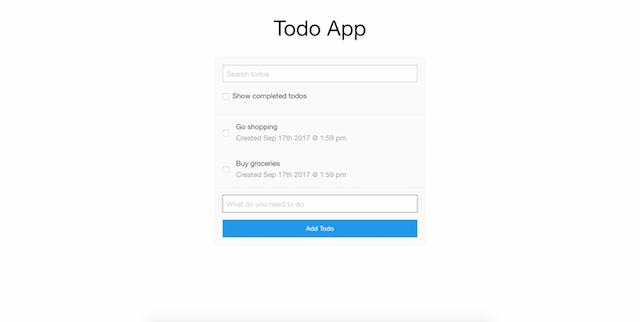 Todo App
Search todos
Show completed todos
Go shopping
Created Sep 17th 2017 @ 1:59 pm
Buy groceries
Created Sep 17th 2017 @ 1:59 pm
What do you need to do
Add Todo